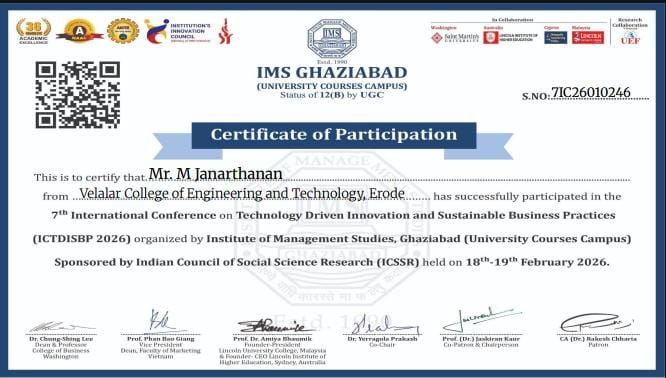 36
YEARS OF
ACADEMIC
EXCELLENCE
NAAC
AICTE
INSTITUTION'S
INNOVATION
COUNCIL
IMS
Estd. 1990
IMS GHAZIABAD
(UNIVERSITY COURSES CAMPUS)
Status of 12(B) by UGC
In Collaboration
Washington
Saint Martin's
UNIVERSITY
Australia
LINCOLN INSTITUTE OF
HIGHER EDUCATION
Cyprus
Malaysia
LINCOLN
Research
Collaboration
UEF
S.NO:7IC26010246
Certificate of Participation
This is to certify that Mr. M Janarthanan
from Velalar College of Engineering and Technology, Erode has successfully participated in the
7th International Conference on Technology Driven Innovation and Sustainable Business Practices
(ICTDISBP 2026) organized by Institute of Management Studies, Ghaziabad (University Courses Campus)
Sponsored by Indian Council of Social Science Research (ICSSR) held on 18th-19th February 2026.
Dr. Chung-Shing Lee
Dean & Professor
College of Business
Washington
Prof. Phan Bao Giang
Vice President
Dean, Faculty of Marketing
Vietnam
Prof. Dr. Amiya Bhaumik
Founder-President
Lincoln University College, Malaysia
& Founder- CEO Lincoln Institute of
Higher Education, Sydney, Australia
Dr. Yerragola Prakash
Co-Chair
Prof. (Dr.) Jaskiran Kaur
Co-Patron & Chairperson
CA (Dr.) Rakesh Chharia
Patron